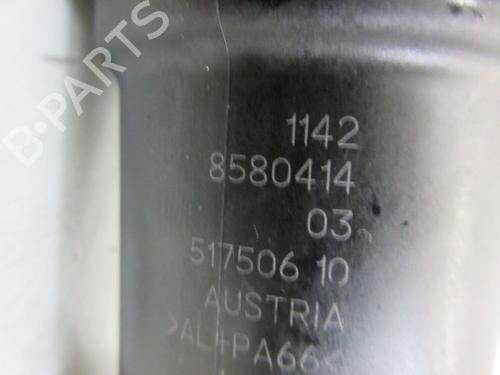 B-PARTS
1142
8580414
03
517506 10
AUSTRIA
>AL+PA66<